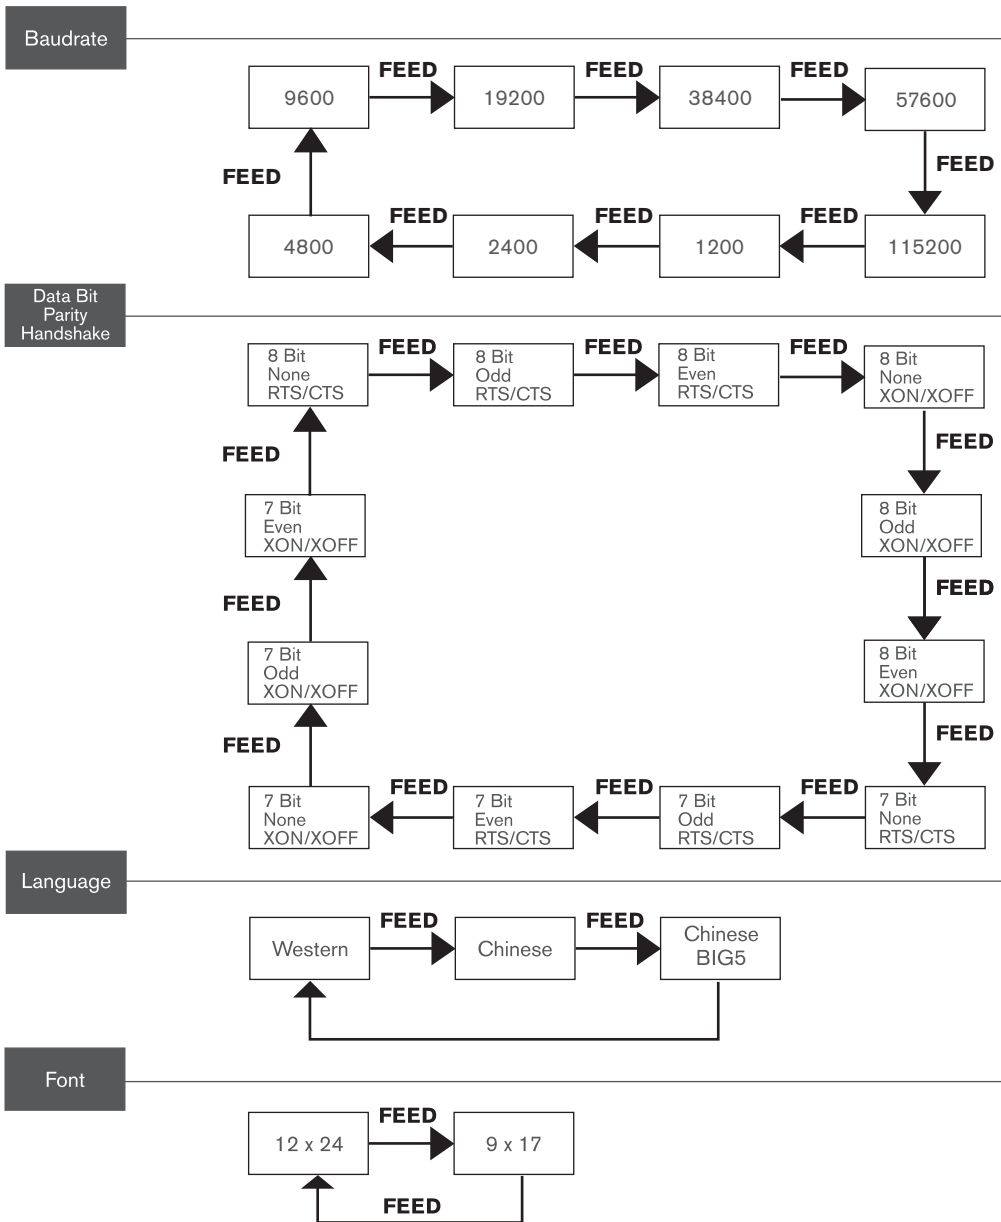 Baudrate
FEED FEED FEED
9600 19200 38400 57600
FEED FEED
FEED FEED FEED
4800 2400 1200 115200
Data Bit
Parity
Handshake
FEED FEED FEED
8 Bit
None
RTS/CTS
8 Bit
Odd
RTS/CTS
8 Bit
Even
RTS/CTS
8 Bit
None
XON/XOFF
FEED FEED
7 Bit
Even
XON/XOFF
8 Bit
Odd
XON/XOFF
FEED FEED
7 Bit
Odd
XON/XOFF
8 Bit
Even
XON/XOFF
FEED FEED
FEED FEED FEED
7 Bit
None
XON/XOFF
7 Bit
Even
RTS/CTS
7 Bit
Odd
RTS/CTS
7 Bit
None
RTS/CTS
Language
FEED FEED
Western Chinese
Chinese
BIG5
Font
FEED
12 x 24 9 x 17
FEED